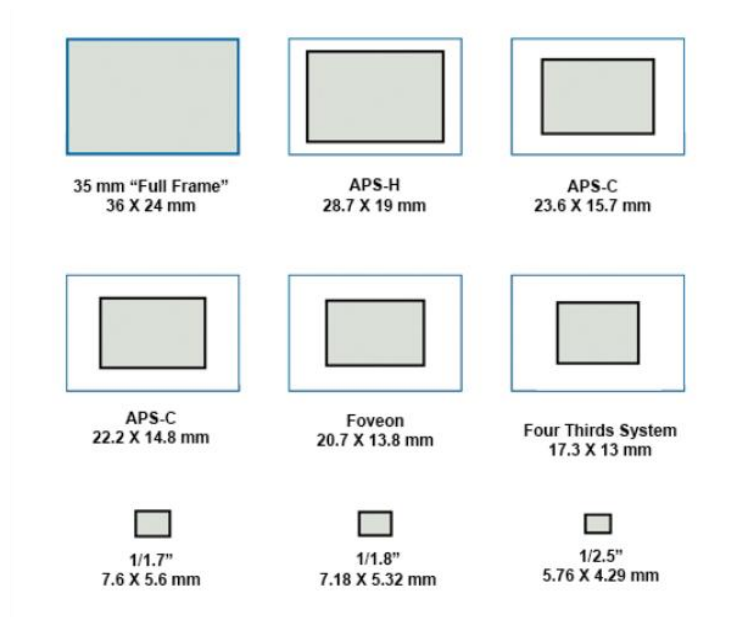 35 mm “Full Frame”
36 X 24 mm
APS-H
28.7 X 19 mm
APS-C
23.6 X 15.7 mm
APS-C
22.2 X 14.8 mm
Foveon
20.7 X 13.8 mm
Four Thirds System
17.3 X 13 mm
1/1.7”
7.6 X 5.6 mm
1/1.8”
7.18 X 5.32 mm
1/2.5”
5.76 X 4.29 mm